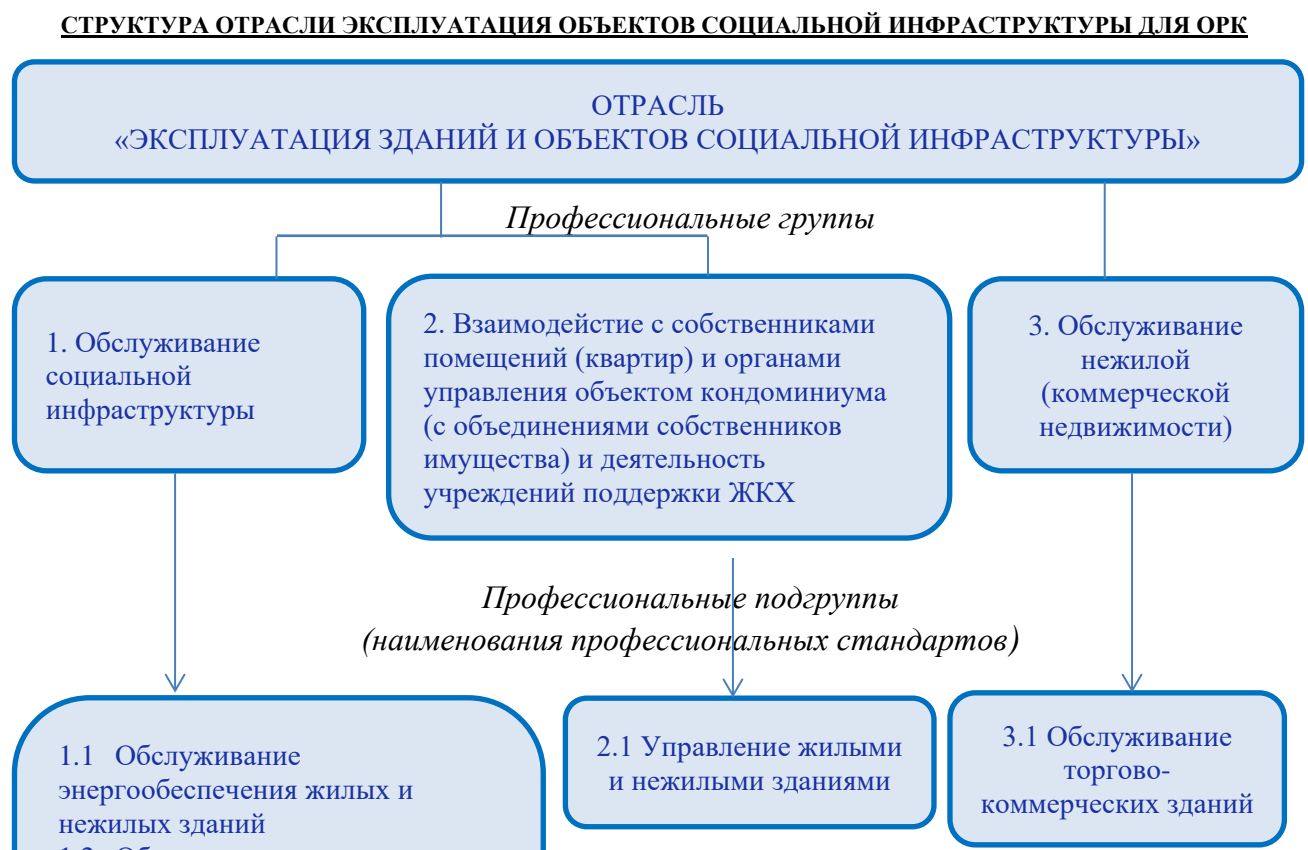 СТРУКТУРА ОТРАСЛИ ЭКСПЛУАТАЦИЯ ОБЪЕКТОВ СОЦИАЛЬНОЙ ИНФРАСТРУКТУРЫ ДЛЯ ОРК
ОТРАСЛЬ
«ЭКСПЛУАТАЦИЯ ЗДАНИЙ И ОБЪЕКТОВ СОЦИАЛЬНОЙ ИНФРАСТРУКТУРЫ»
Профессиональные группы
1. Обслуживание
социальной
инфраструктуры
2. Взаимодейстие с собственниками
помещений (квартир) и органами
управления объектом кондоминиума
(с объединениями собственников
имущества) и деятельность
учреждений поддержки ЖКХ
3. Обслуживание
нежилой
(коммерческой
недвижимости)
Профессиональные подгруппы
(наименования профессиональных стандартов)
1.1 Обслуживание
энергообеспечения жилых и
нежилых зданий
2.1 Управление жилыми
и нежилыми зданиями
3.1 Обслуживание
торгово-
коммерческих зданий